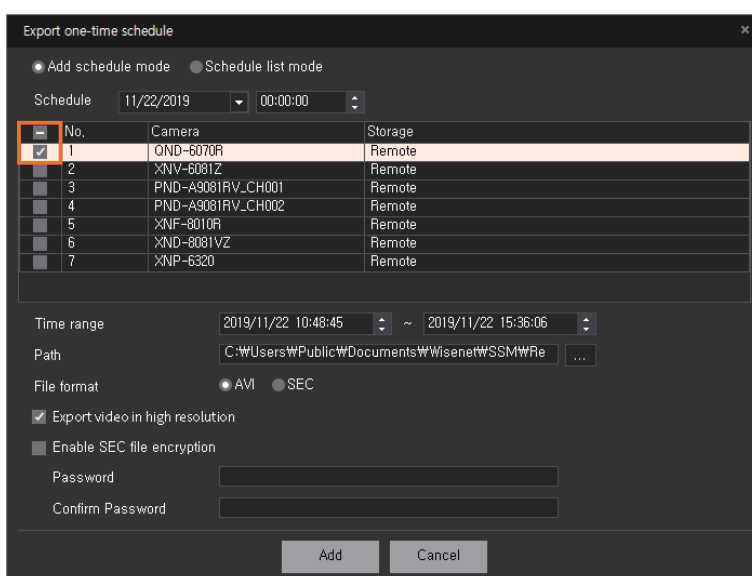 Export one-time schedule
Add schedule mode Schedule list mode
Schedule 11/22/2019 00:00:00
No. Camera Storage
1 QND-6070R Remote
2 XNV-6081Z Remote
3 PND-A9081RV_CH001 Remote
4 PND-A9081RV_CH002 Remote
5 XNF-8010R Remote
6 XND-8081VZ Remote
7 XNP-6320 Remote
Time range 2019/11/22 10:48:45 ~ 2019/11/22 15:36:06
Path C:₩Users₩Public₩Documents₩Wisenet₩SSM₩Re ...
File format AVI SEC
Export video in high resolution
Enable SEC file encryption
Password
Confirm Password
Add Cancel